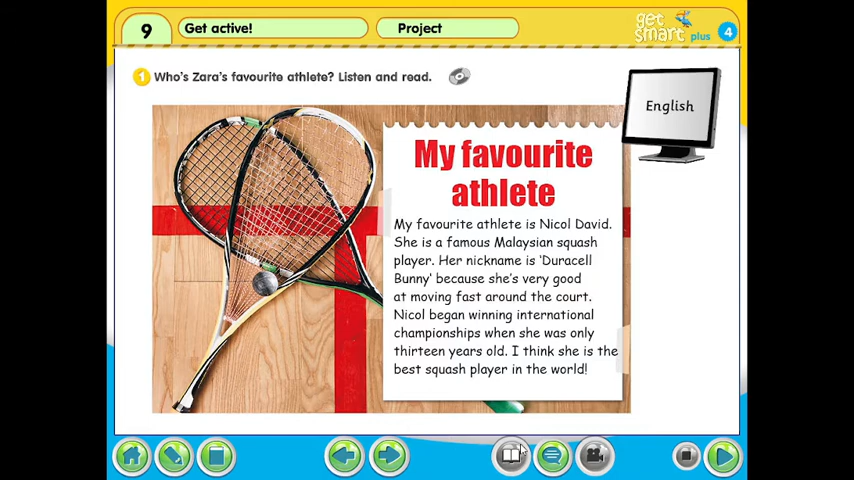 9
Get active!
Project
get
smart plus 4
1 Who's Zara's favourite athlete? Listen and read.
English
My favourite
athlete
My favourite athlete is Nicol David.
She is a famous Malaysian squash
player. Her nickname is 'Duracell
Bunny' because she's very good
at moving fast around the court.
Nicol began winning international
championships when she was only
thirteen years old. I think she is the
best squash player in the world!